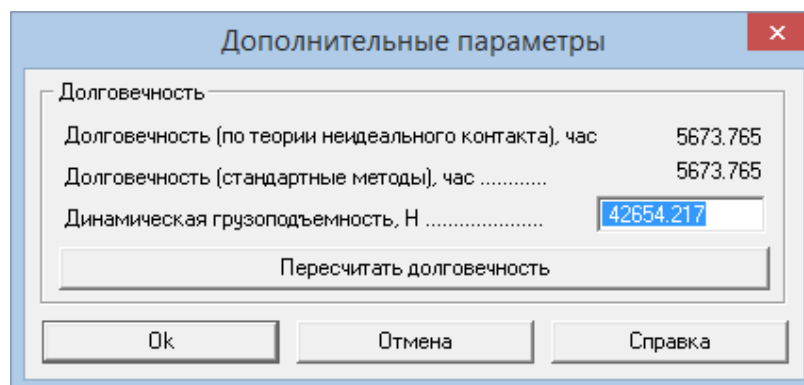 Дополнительные параметры
Долговечность
Долговечность (по теории неидеального контакта), час 5673.765
Долговечность (стандартные методы), час ............ 5673.765
Динамическая грузоподъемность, Н ...................... 42654.217
Пересчитать долговечность
Ok Отмена Справка